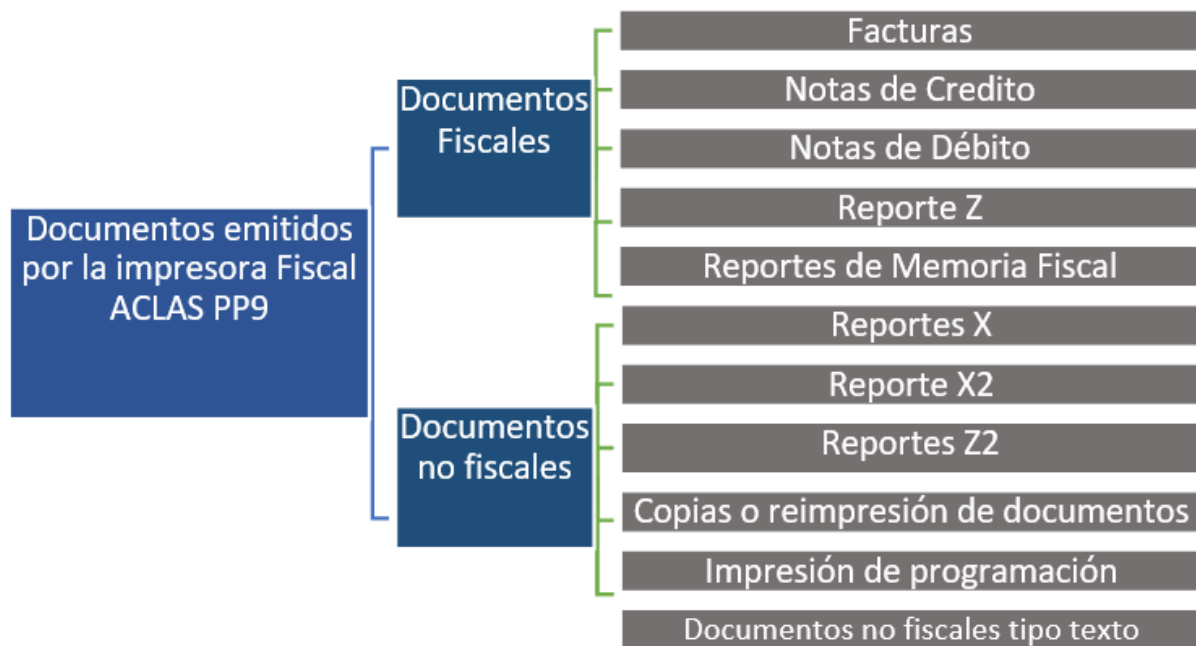 Documentos emitidos
por la impresora Fiscal
ACLAS PP9
Documentos
Fiscales
Facturas
Notas de Credito
Notas de Débito
Reporte Z
Reportes de Memoria Fiscal
Documentos
no fiscales
Reportes X
Reporte X2
Reportes Z2
Copias o reimpresión de documentos
Impresión de programación
Documentos no fiscales tipo texto